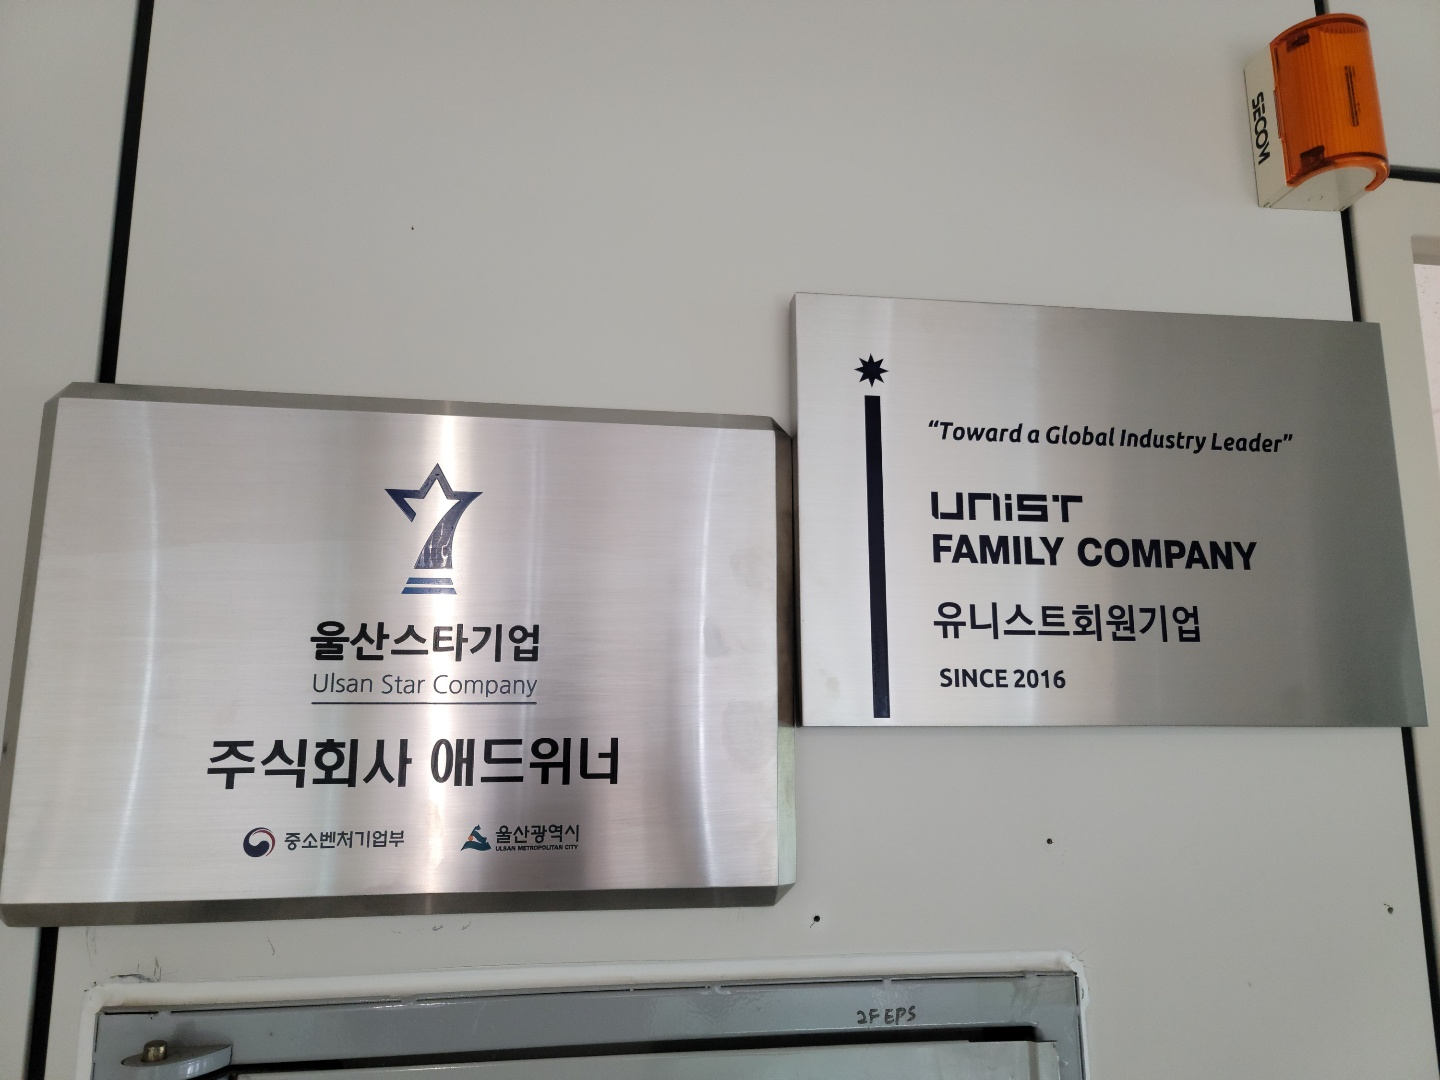 SECOM
울산스타기업
Ulsan Star Company
주식회사 애드위너
중소벤처기업부
울산광역시
ULSAN METROPOLITAN CITY
“Toward a Global Industry Leader”
UNIST
FAMILY COMPANY
유니스트회원기업
SINCE 2016
2F EPS